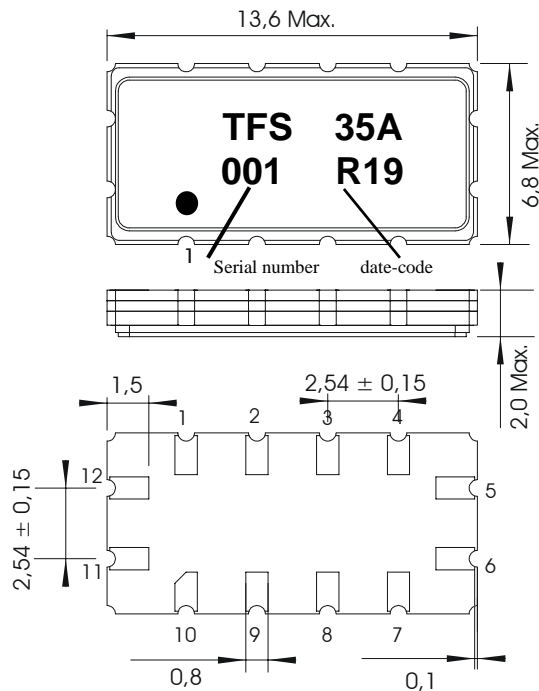 13,6 Max.
TFS 35A
001 R19
6,8 Max.
1
Serial number date-code
2,0 Max.
1,5
2,54 ± 0,15
1 2 3 4
12 5
2,54 ± 0,15
11 6
10 9 8 7
0,8
0,1